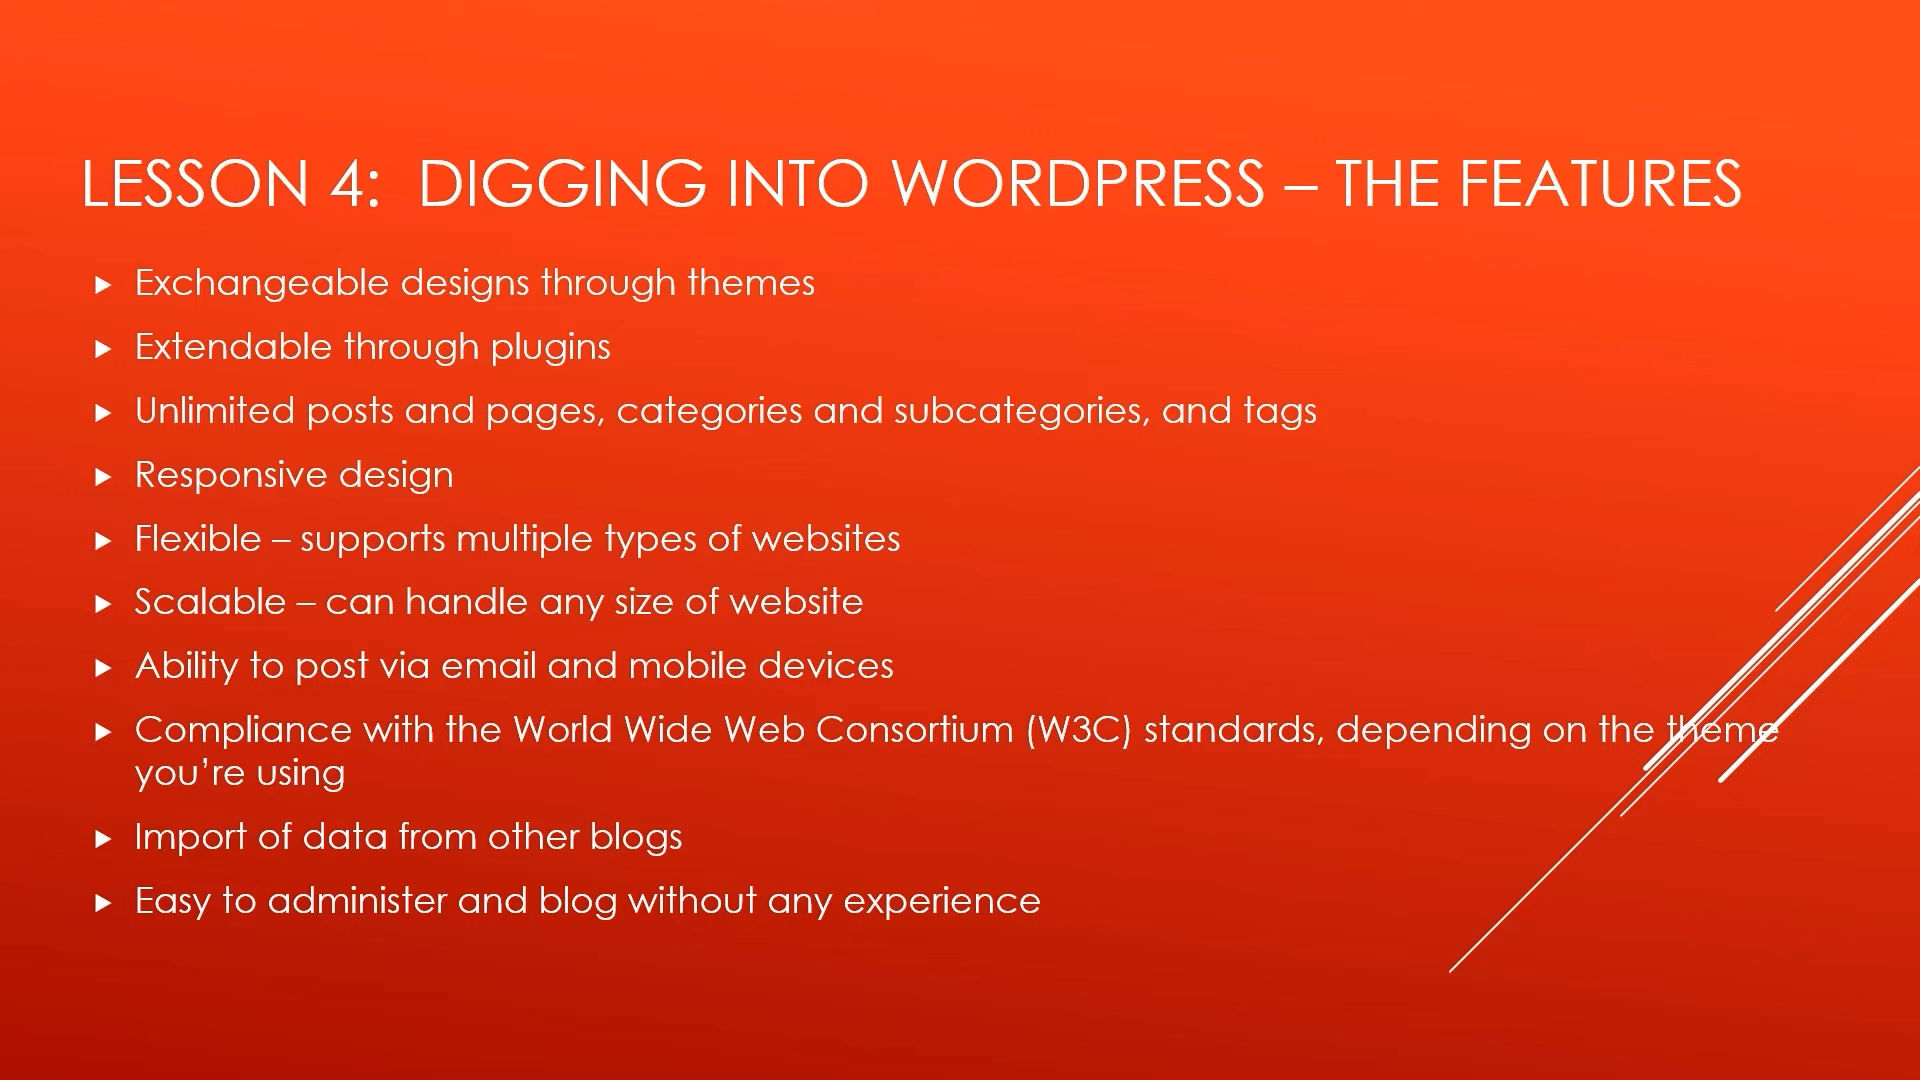 LESSON 4:  DIGGING INTO WORDPRESS – THE FEATURES
Exchangeable designs through themes
Extendable through plugins
Unlimited posts and pages, categories and subcategories, and tags
Responsive design
Flexible – supports multiple types of websites
Scalable – can handle any size of website
Ability to post via email and mobile devices
Compliance with the World Wide Web Consortium (W3C) standards, depending on the theme
you’re using
Import of data from other blogs
Easy to administer and blog without any experience